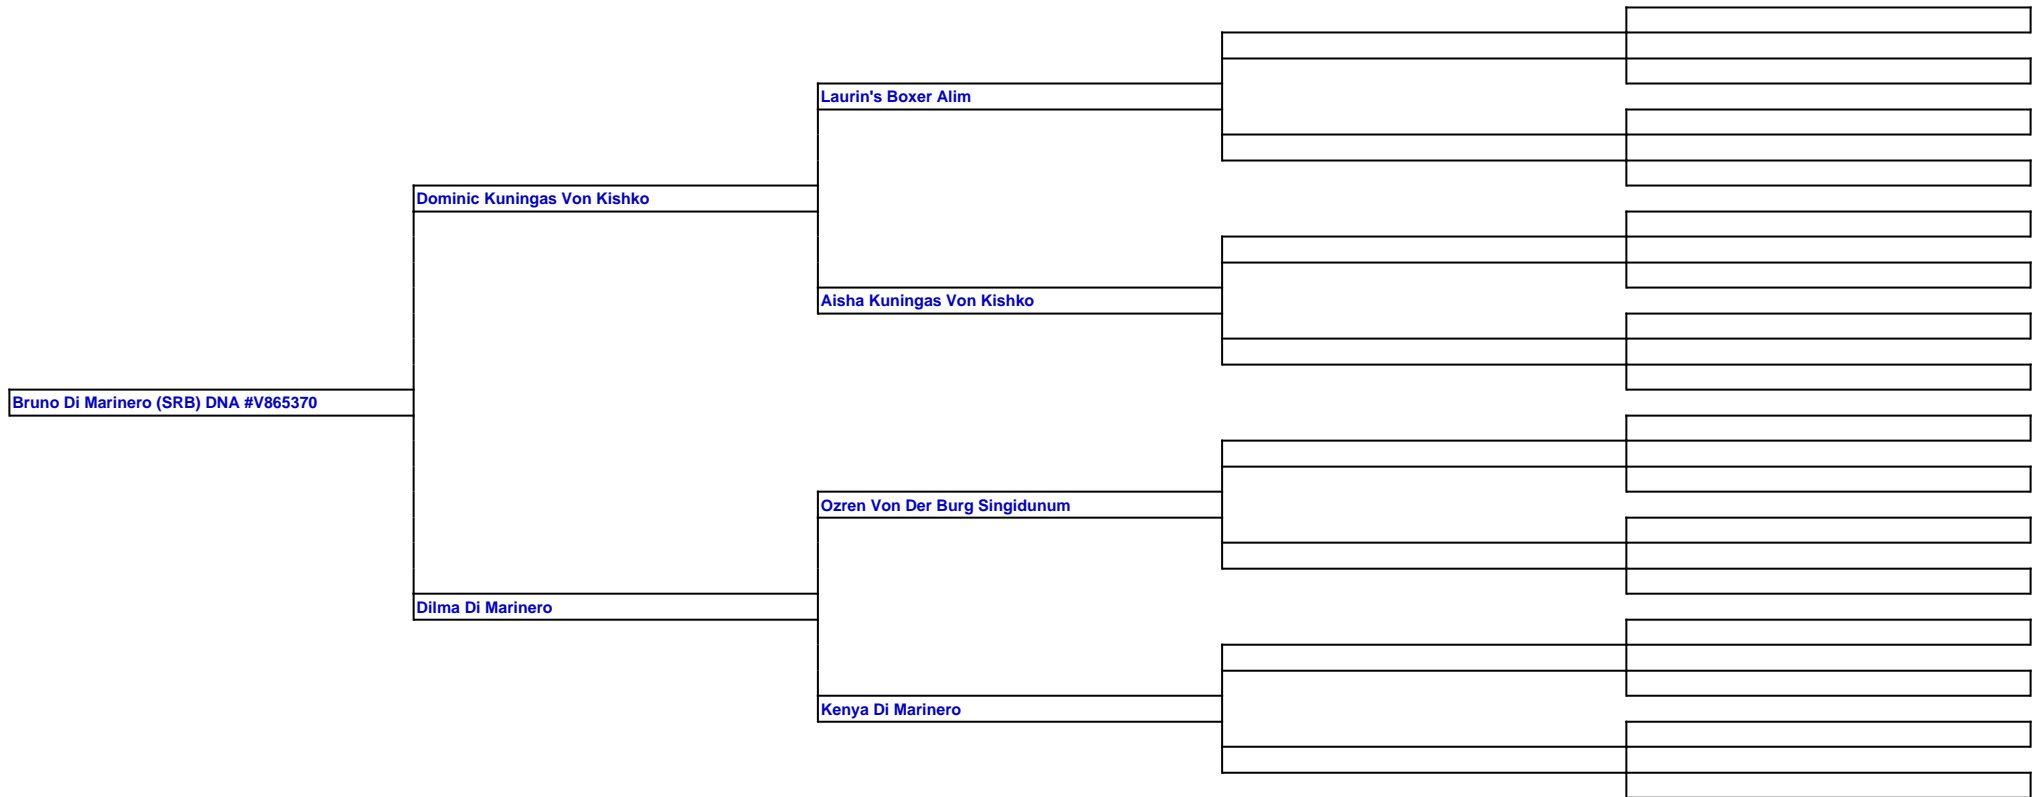 Laurin's Boxer Alim
Dominic Kuningas Von Kishko
Aisha Kuningas Von Kishko
Bruno Di Marinero (SRB) DNA #V865370
Ozren Von Der Burg Singidunum
Dilma Di Marinero
Kenya Di Marinero